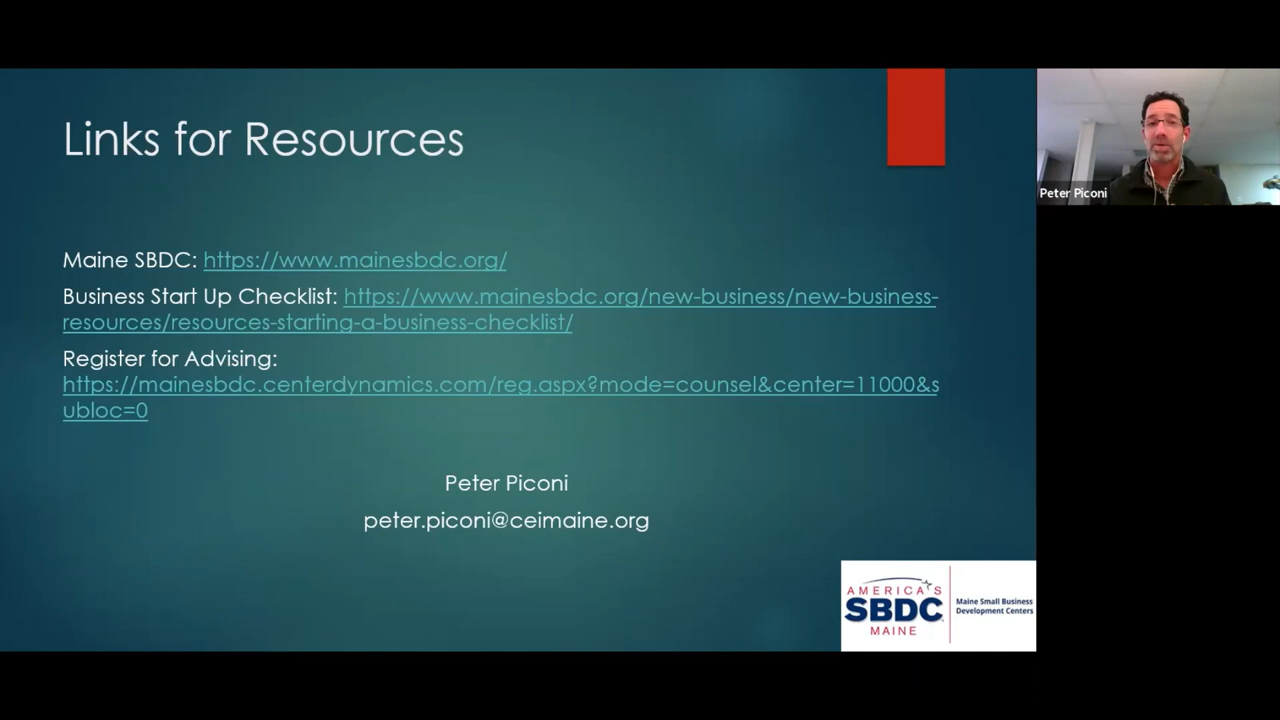 Links for Resources
Maine SBDC: https://www.mainesbdc.org/
Business Start Up Checklist: https://www.mainesbdc.org/new-business/new-business-
resources/resources-starting-a-business-checklist/
Register for Advising:
https://mainesbdc.centerdynamics.com/reg.aspx?mode=counsel&center=11000&s
ubloc=0
Peter Piconi
peter.piconi@ceimaine.org
AMERICA'S
SBDC
MAINE
Maine Small Business
Development Centers
Peter Piconi